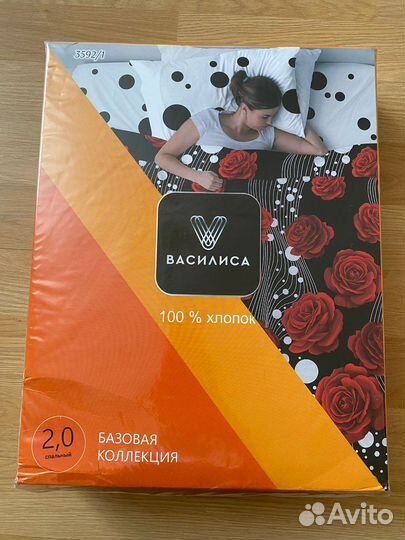 3592/1
ВАСИЛИСА
100 % хлопок
2,0
спальный
БАЗОВАЯ
КОЛЛЕКЦИЯ
Avito